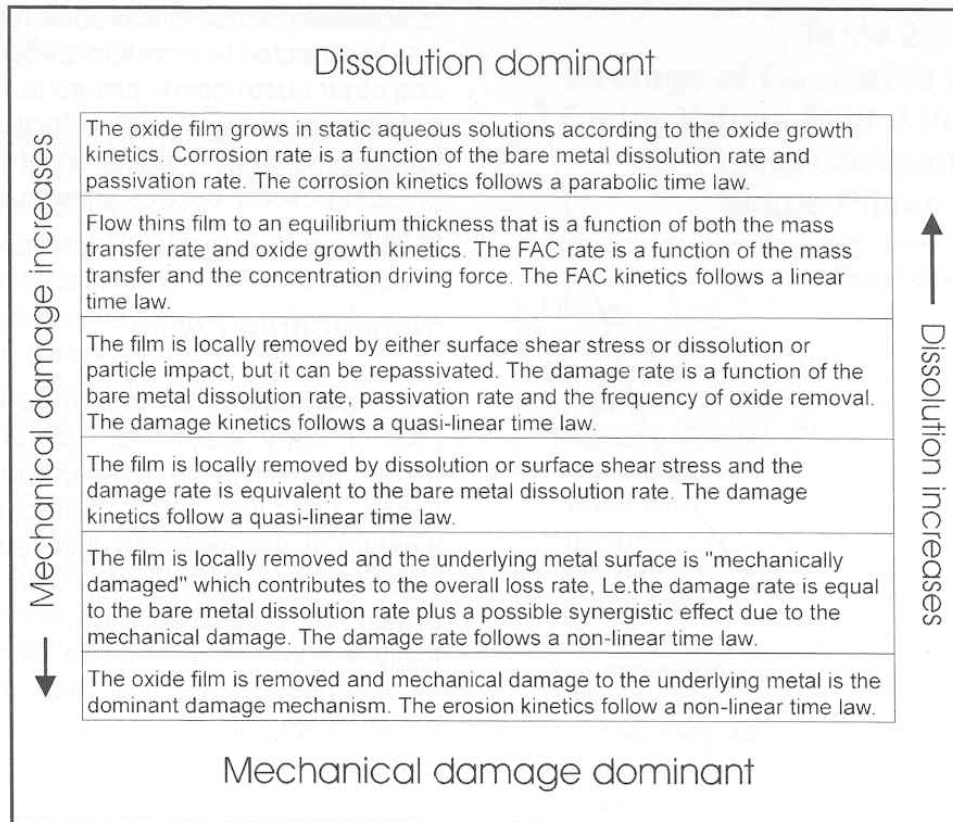 Dissolution dominant
The oxide film grows in static aqueous solutions according to the oxide growth
kinetics. Corrosion rate is a function of the bare metal dissolution rate and
passivation rate. The corrosion kinetics follows a parabolic time law.
Flow thins film to an equilibrium thickness that is a function of both the mass
transfer rate and oxide growth kinetics. The FAC rate is a function of the mass
transfer and the concentration driving force. The FAC kinetics follows a linear
time law.
The film is locally removed by either surface shear stress or dissolution or
particle impact, but it can be repassivated. The damage rate is a function of the
bare metal dissolution rate, passivation rate and the frequency of oxide removal.
The damage kinetics follows a quasi-linear time law.
The film is locally removed by dissolution or surface shear stress and the
damage rate is equivalent to the bare metal dissolution rate. The damage
kinetics follow a quasi-linear time law.
The film is locally removed and the underlying metal surface is "mechanically
damaged" which contributes to the overall loss rate, I.e.the damage rate is equal
to the bare metal dissolution rate plus a possible synergistic effect due to the
mechanical damage. The damage rate follows a non-linear time law.
The oxide film is removed and mechanical damage to the underlying metal is the
dominant damage mechanism. The erosion kinetics follow a non-linear time law.
Mechanical damage increases
Dissolution increases
Mechanical damage dominant